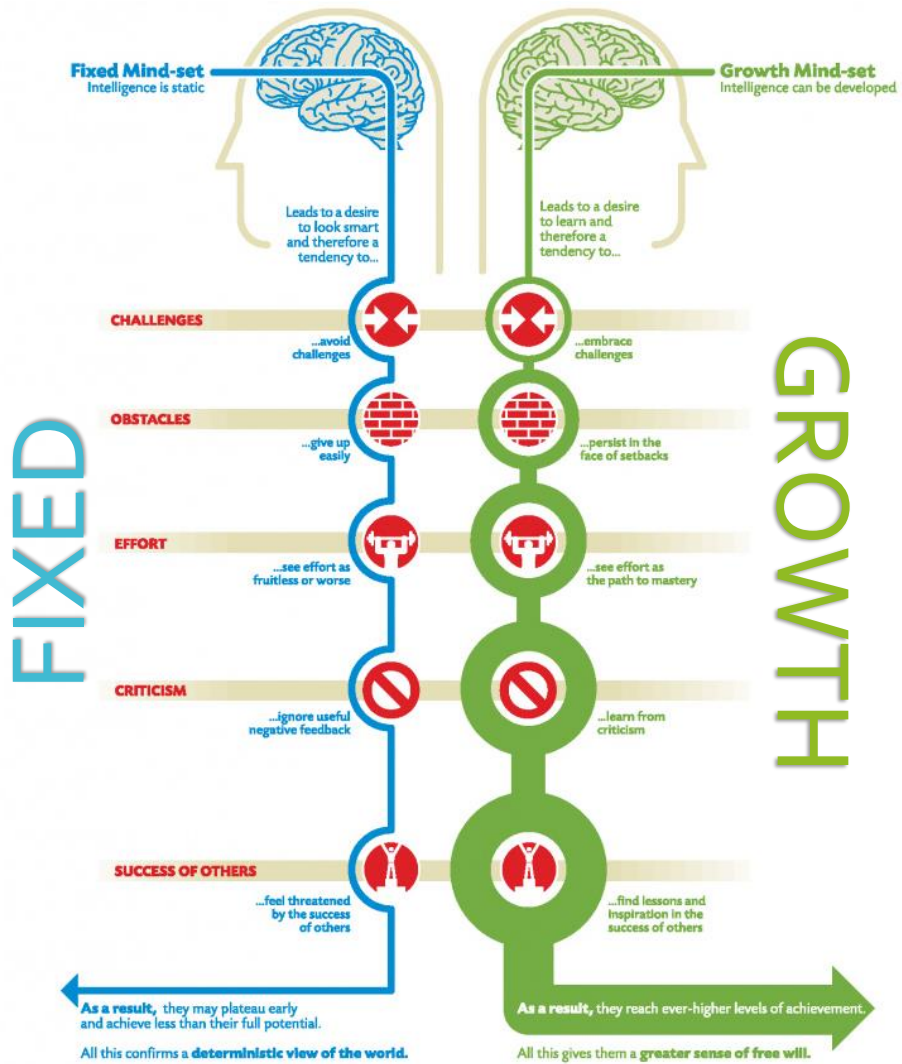 Fixed Mind-set
Intelligence is static
Growth Mind-set
Intelligence can be developed
Leads to a desire
to look smart
and therefore a
tendency to...
Leads to a desire
to learn and
therefore a
tendency to...
CHALLENGES
...avoid
challenges
...embrace
challenges
OBSTACLES
...give up
easily
...persist in the
face of setbacks
EFFORT
...see effort as
fruitless or worse
...see effort as
the path to mastery
CRITICISM
...ignore useful
negative feedback
...learn from
criticism
SUCCESS OF OTHERS
...feel threatened
by the success
of others
...find lessons and
inspiration in the
success of others
FIXED
GROWTH
As a result, they may plateau early
and achieve less than their full potential.
All this confirms a deterministic view of the world.
As a result, they reach ever-higher levels of achievement.
All this gives them a greater sense of free will.